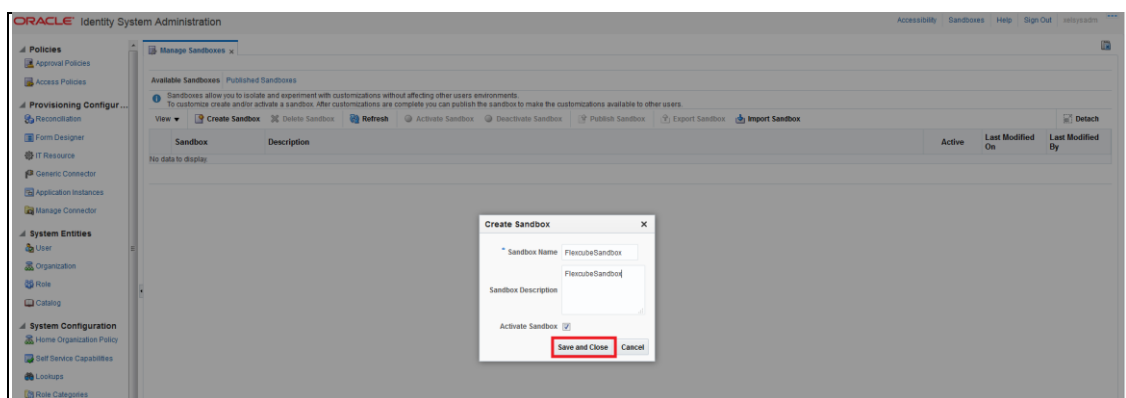 ORACLE Identity System Administration
Accessibility Sandboxes Help Sign Out xelsysadm
Policies
Approval Policies
Access Policies
Provisioning Configur...
Reconciliation
Form Designer
IT Resource
Generic Connector
Application Instances
Manage Connector
System Entities
User
Organization
Role
Catalog
System Configuration
Home Organization Policy
Self Service Capabilities
Lookups
Role Categories
Manage Sandboxes x
Available Sandboxes Published Sandboxes
Sandboxes allow you to isolate and experiment with customizations without affecting other users environments.
To customize create and/or activate a sandbox. After customizations are complete you can publish the sandbox to make the customizations available to other users.
View Create Sandbox Delete Sandbox Refresh Activate Sandbox Deactivate Sandbox Publish Sandbox Export Sandbox Import Sandbox Detach
Sandbox Description Active Last Modified On Last Modified By
No data to display
Create Sandbox x
* Sandbox Name FlexcubeSandbox
Sandbox Description FlexcubeSandbox
Activate Sandbox
Save and Close Cancel